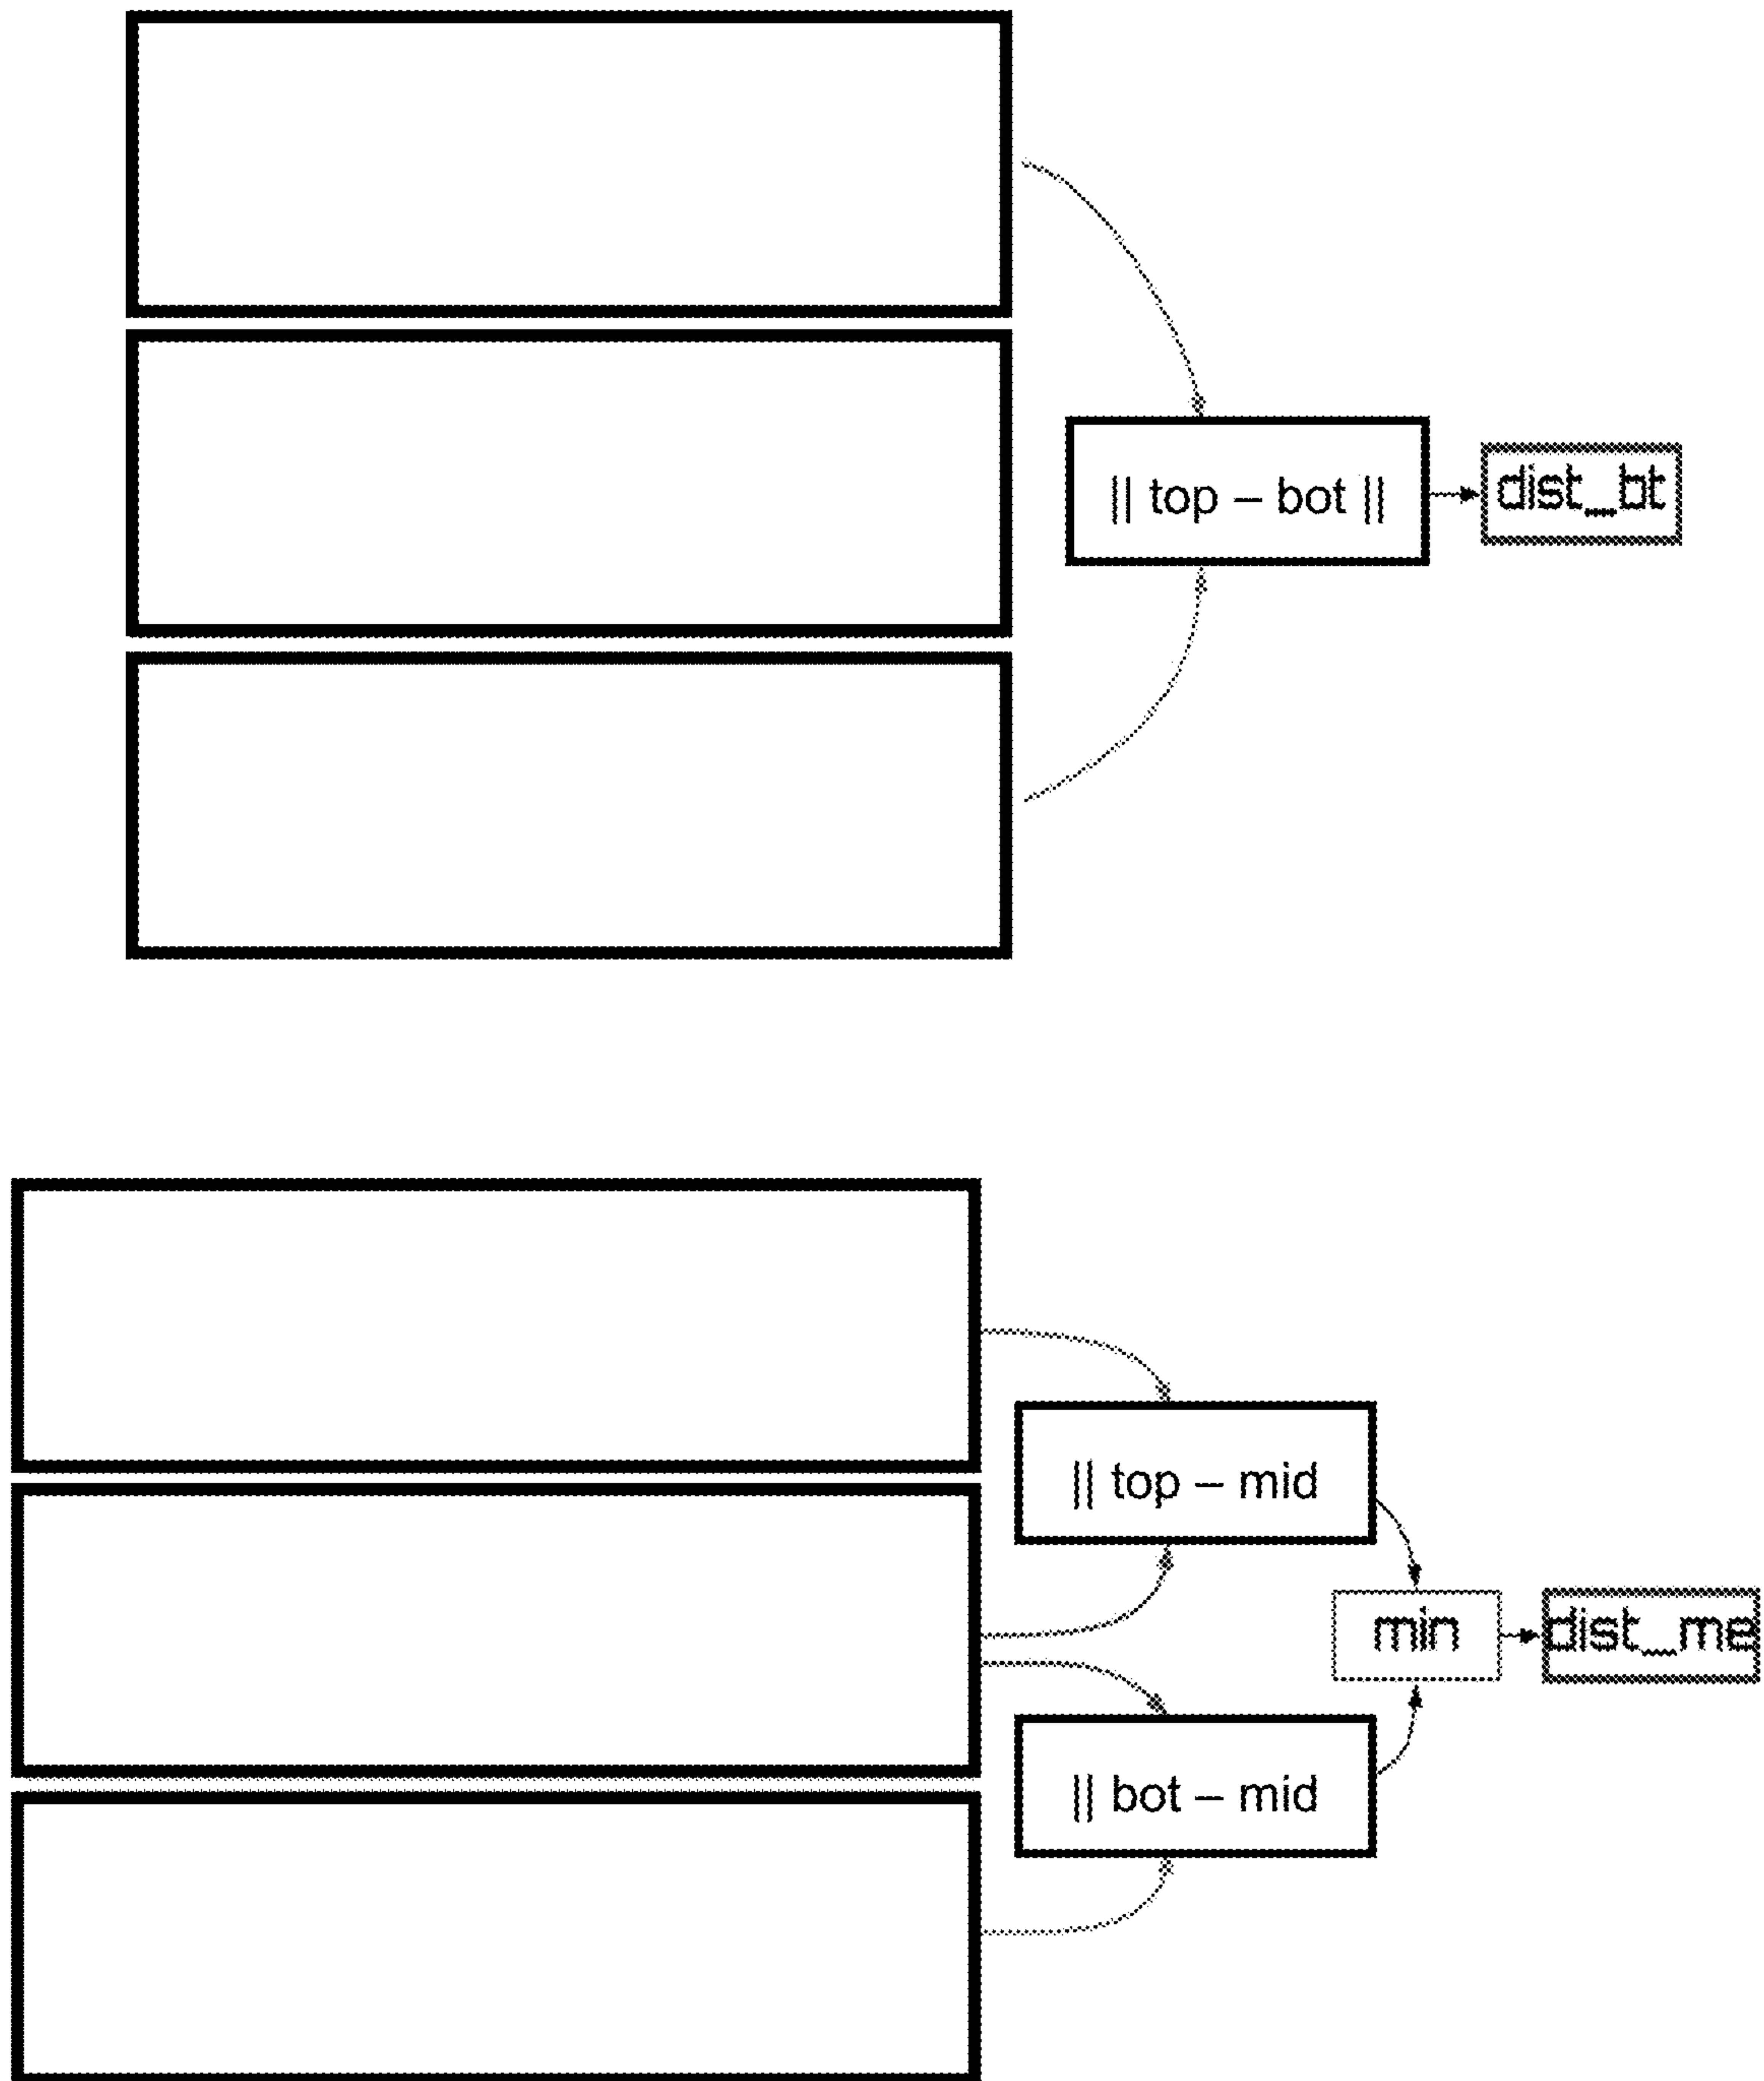 || top – bot ||
dist_bt
|| top – mid
min
dist_me
|| bot – mid